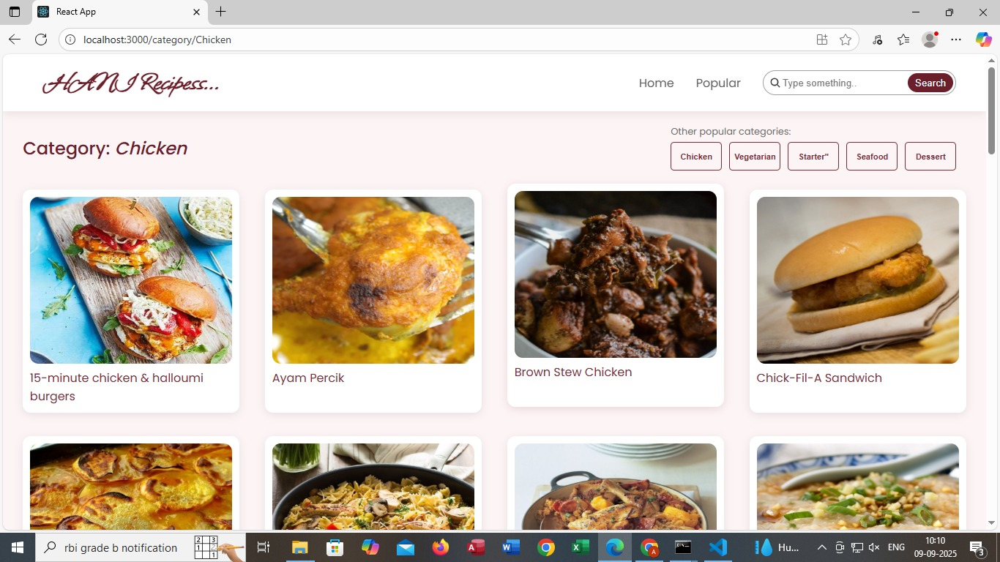 React App
localhost:3000/category/Chicken
HANI Recipess...
Home
Popular
Type something..
Search
Category: Chicken
Other popular categories:
Chicken
Vegetarian
Starter"
Seafood
Dessert
15-minute chicken & halloumi
burgers
Ayam Percik
Brown Stew Chicken
Chick-Fil-A Sandwich
rbi grade b notification
Hu...
ENG
10:10
09-09-2025
3